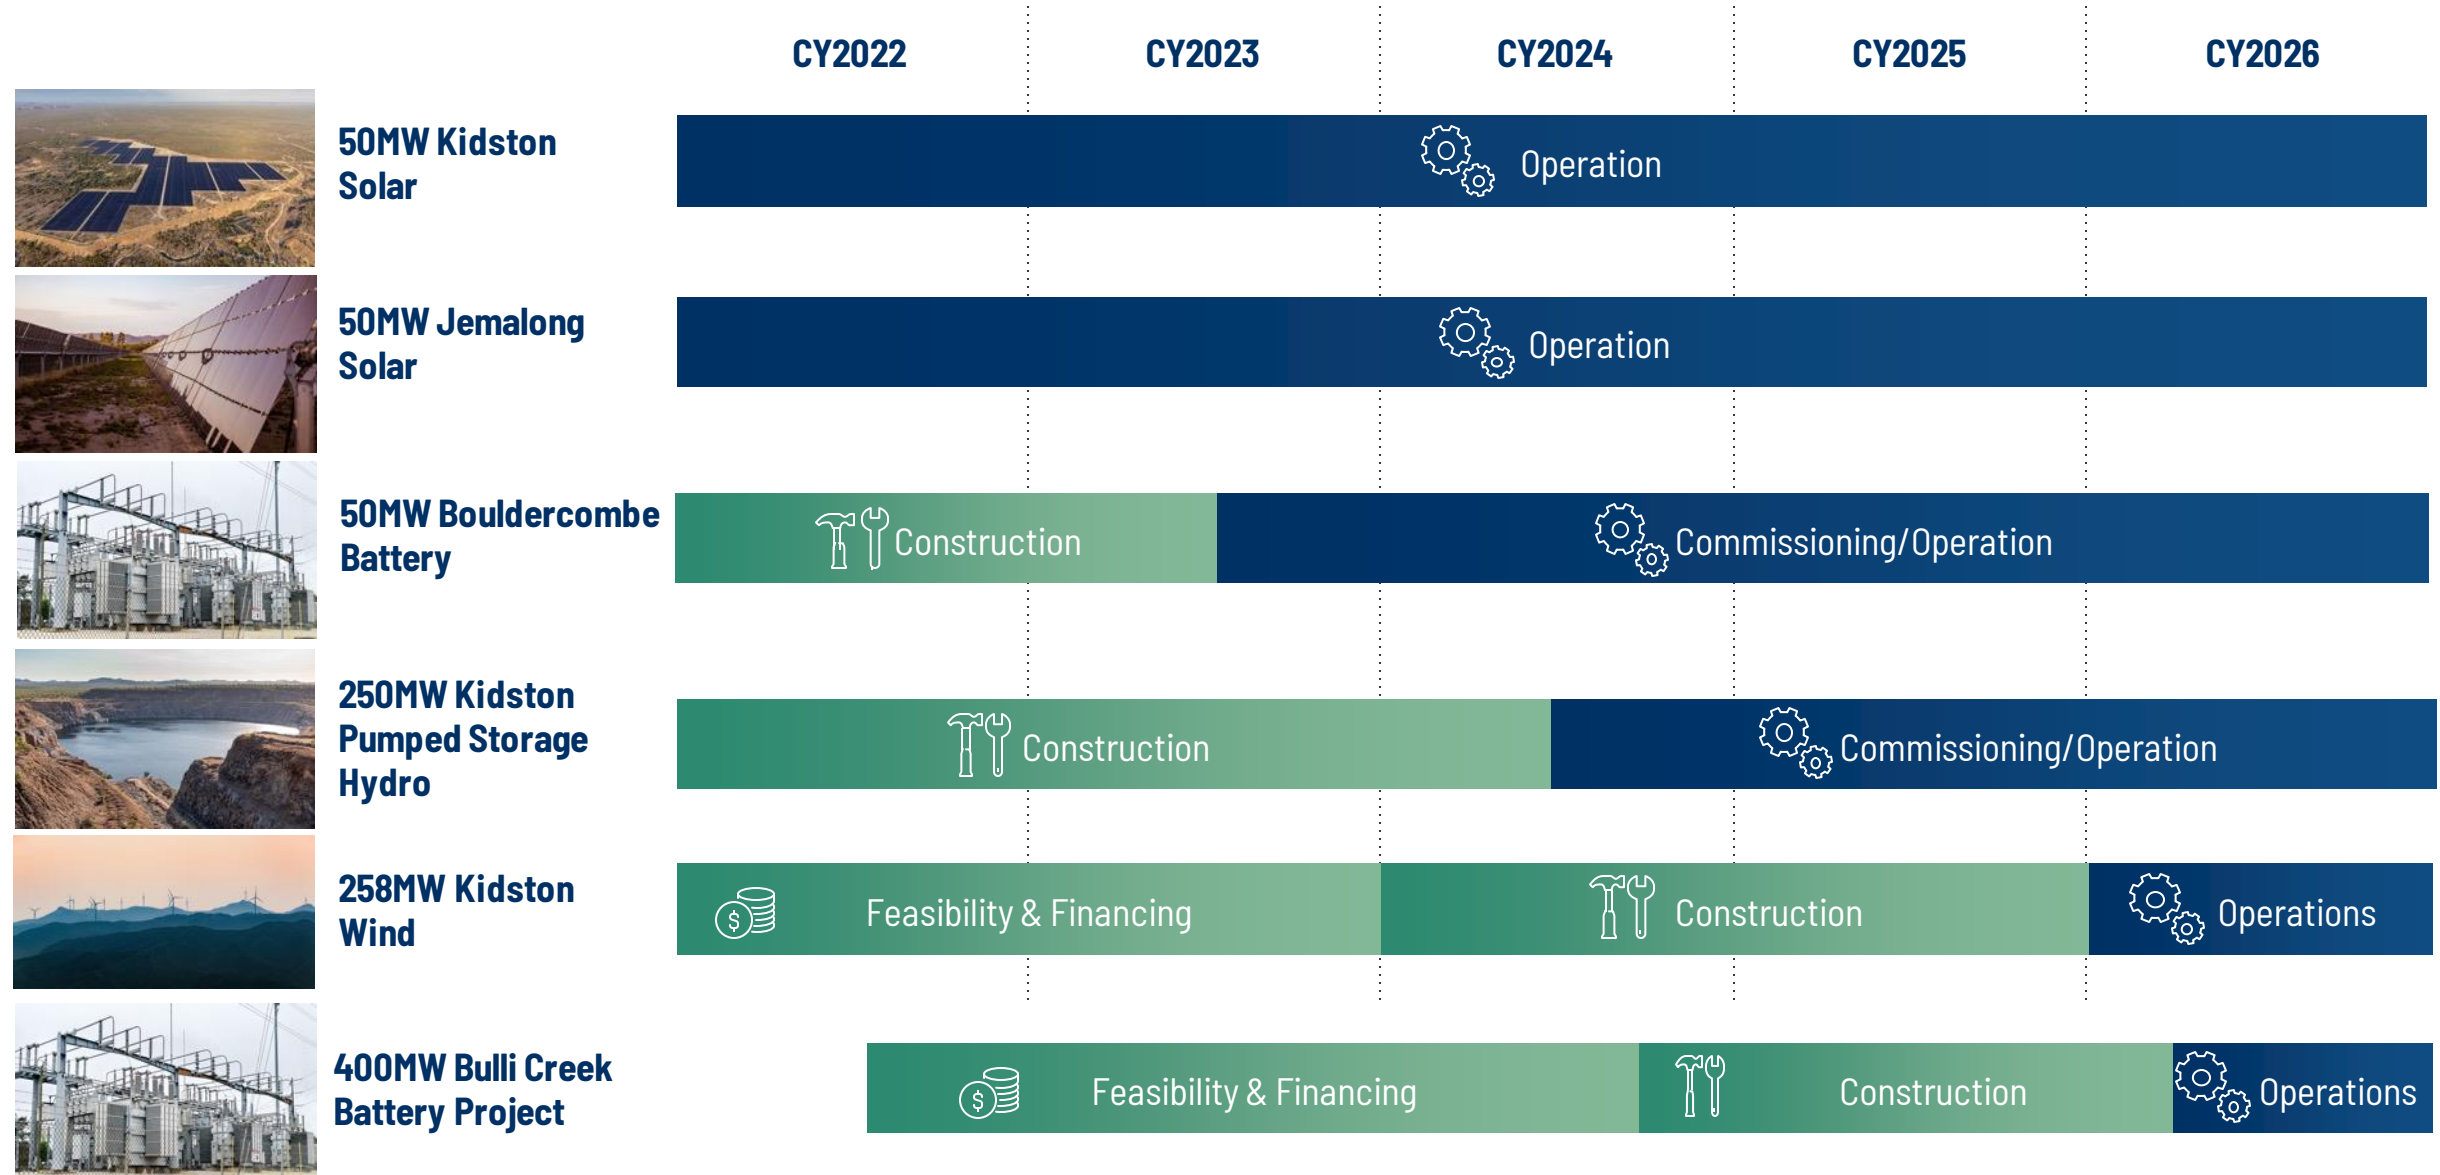 CY2022
CY2023
CY2024
CY2025
CY2026
50MW Kidston
Solar
Operation
50MW Jemalong
Solar
Operation
50MW Bouldercombe
Battery
Construction
Commissioning/Operation
250MW Kidston
Pumped Storage
Hydro
Construction
Commissioning/Operation
258MW Kidston
Wind
$
Feasibility & Financing
Construction
Operations
400MW Bulli Creek
Battery Project
$
Feasibility & Financing
Construction
Operations